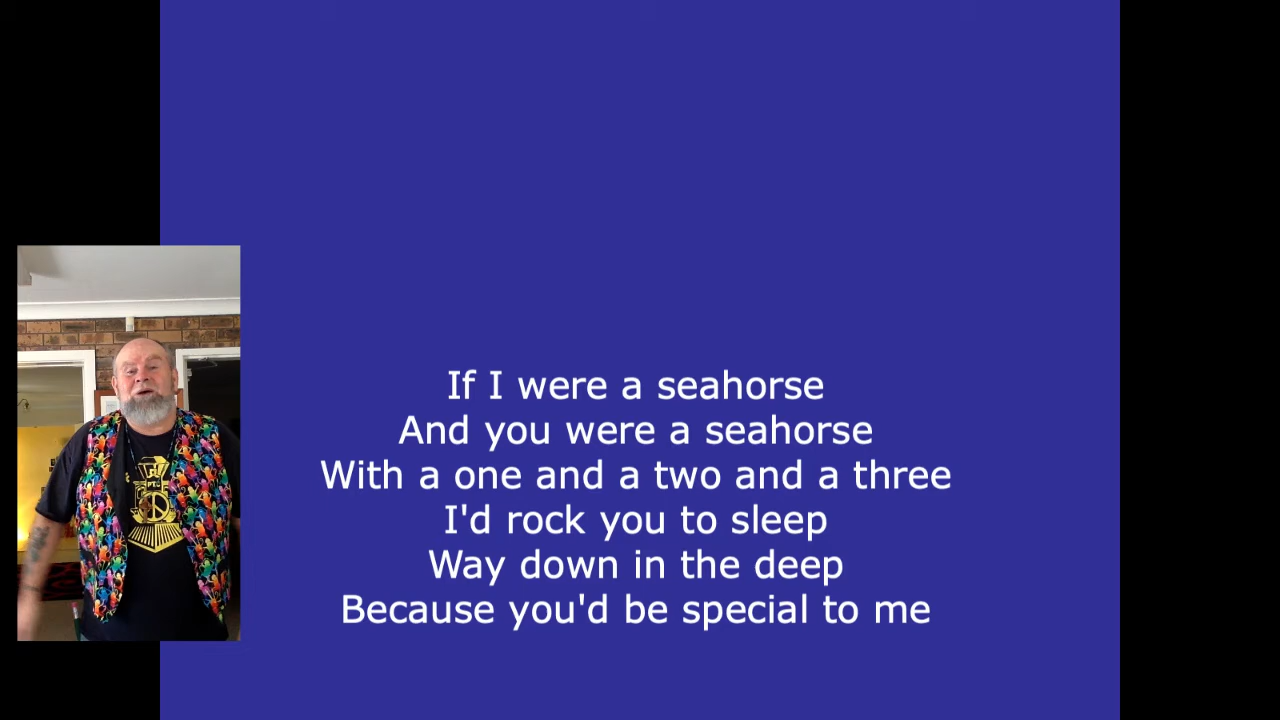 If I were a seahorse
And you were a seahorse
With a one and a two and a three
I'd rock you to sleep
Way down in the deep
Because you'd be special to me
PTC